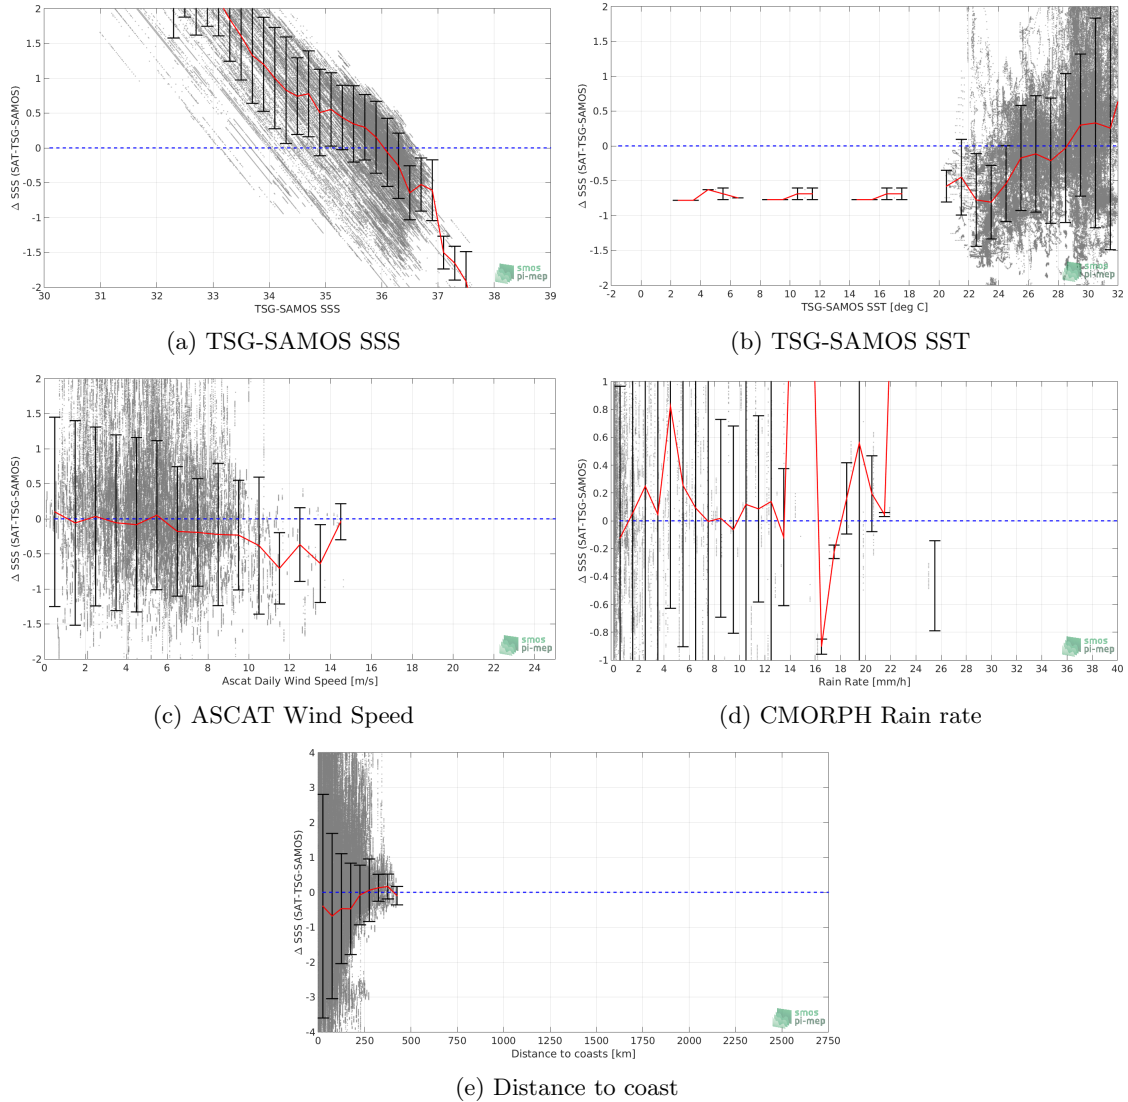 2
1.5
1
0.5
0
-0.5
-1
-1.5
-2
Δ SSS (SAT-TSG-SAMOS)
30 31 32 33 34 35 36 37 38 39
TSG-SAMOS SSS
smos
pi-mep
(a) TSG-SAMOS SSS
2
1.5
1
0.5
0
-0.5
-1
-1.5
-2
Δ SSS (SAT-TSG-SAMOS)
-2 0 2 4 6 8 10 12 14 16 18 20 22 24 26 28 30 32
TSG-SAMOS SST [deg C]
smos
pi-mep
(b) TSG-SAMOS SST
2
1.5
1
0.5
0
-0.5
-1
-1.5
-2
Δ SSS (SAT-TSG-SAMOS)
0 2 4 6 8 10 12 14 16 18 20 22 24
Ascat Daily Wind Speed [m/s]
smos
pi-mep
(c) ASCAT Wind Speed
1
0.8
0.6
0.4
0.2
0
-0.2
-0.4
-0.6
-0.8
-1
Δ SSS (SAT-TSG-SAMOS)
0 2 4 6 8 10 12 14 16 18 20 22 24 26 28 30 32 34 36 38 40
Rain Rate [mm/h]
smos
pi-mep
(d) CMORPH Rain rate
4
3
2
1
0
-1
-2
-3
-4
Δ SSS (SAT-TSG-SAMOS)
0 250 500 750 1000 1250 1500 1750 2000 2250 2500 2750
Distance to coasts [km]
smos
pi-mep
(e) Distance to coast